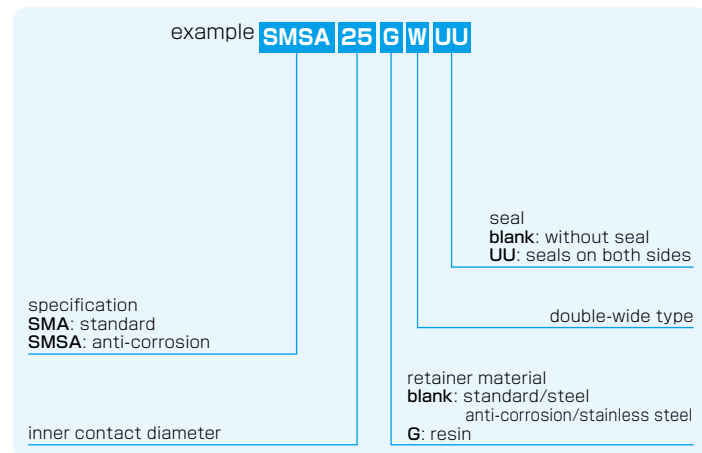 example SMSA 25 G W UU
seal
blank: without seal
UU: seals on both sides
double-wide type
specification
SMA: standard
SMSA: anti-corrosion
retainer material
blank: standard/steel
anti-corrosion/stainless steel
G: resin
inner contact diameter